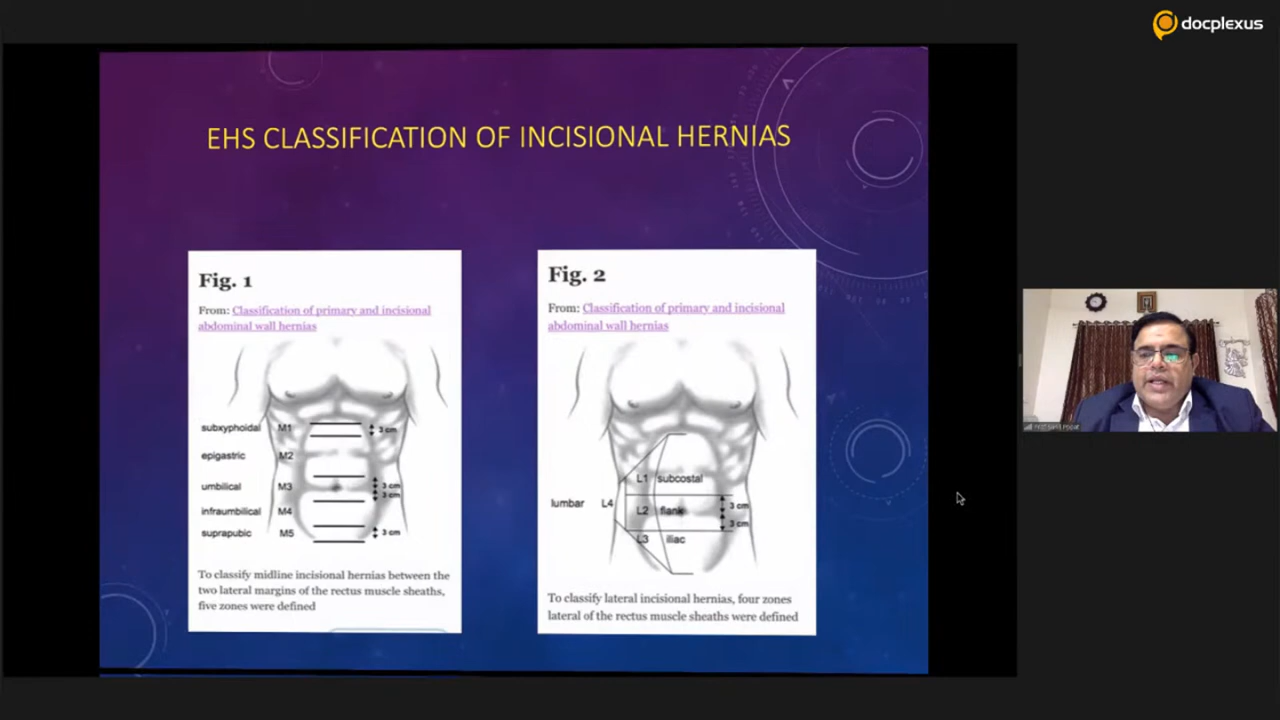 docplexus
EHS CLASSIFICATION OF INCISIONAL HERNIAS
Fig. 1
From: Classification of primary and incisional
abdominal wall hernias
subxyphoidal M1 3 cm
epigastric M2
umbilical M3 3 cm
3 cm
infraumbilical M4
suprapubic M5 3 cm
To classify midline incisional hernias between the
two lateral margins of the rectus muscle sheaths,
five zones were defined
Fig. 2
From: Classification of primary and incisional
abdominal wall hernias
L1 subcostal
lumbar L4 3 cm
L2 flank
3 cm
L3 iliac
To classify lateral incisional hernias, four zones
lateral of the rectus muscle sheaths were defined